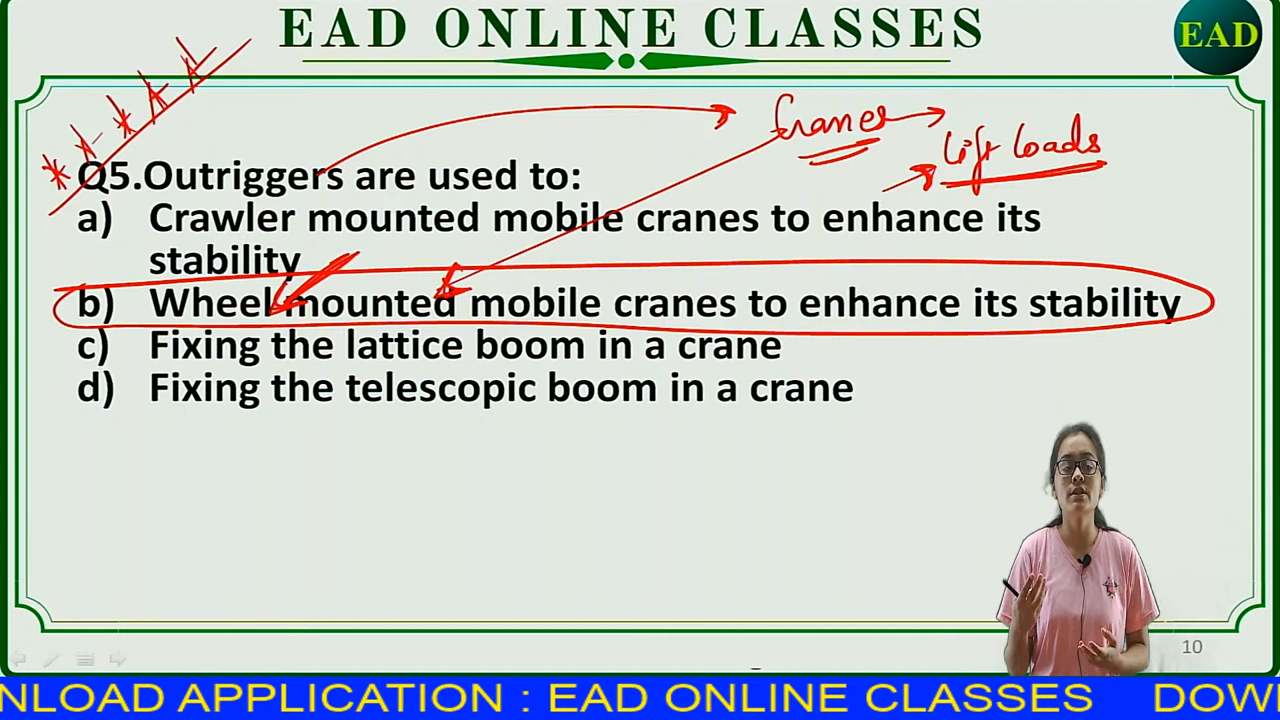 EAD ONLINE CLASSES
EAD
Cranes
lift loads
Q5.Outriggers are used to:
a) Crawler mounted mobile cranes to enhance its
stability
b) Wheel mounted mobile cranes to enhance its stability
c) Fixing the lattice boom in a crane
d) Fixing the telescopic boom in a crane
10
NLOAD APPLICATION : EAD ONLINE CLASSES DOW